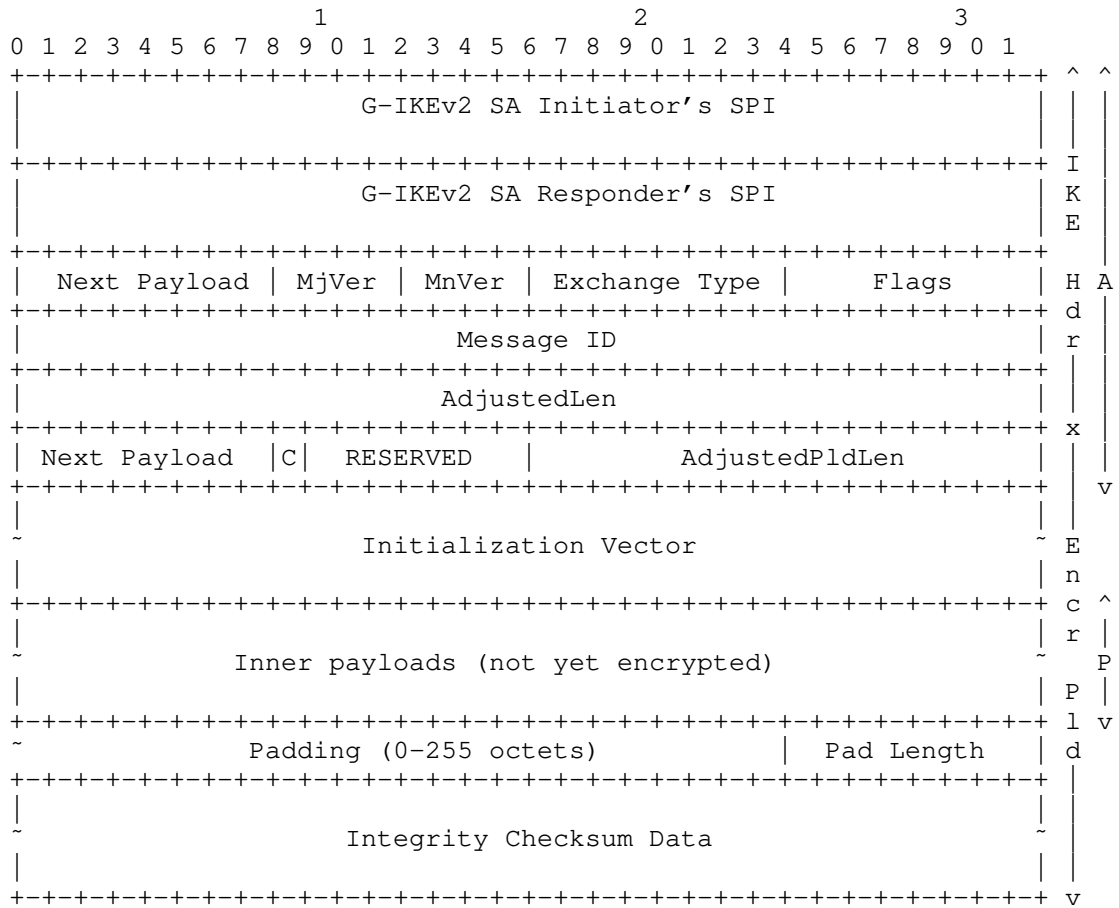 1                   2                   3
 0 1 2 3 4 5 6 7 8 9 0 1 2 3 4 5 6 7 8 9 0 1 2 3 4 5 6 7 8 9 0 1
+-+-+-+-+-+-+-+-+-+-+-+-+-+-+-+-+-+-+-+-+-+-+-+-+-+-+-+-+-+-+-+-+ ^ ^
|                     G-IKEv2 SA Initiator's SPI                | | |
|                                                               | | |
+-+-+-+-+-+-+-+-+-+-+-+-+-+-+-+-+-+-+-+-+-+-+-+-+-+-+-+-+-+-+-+-+ I |
|                     G-IKEv2 SA Responder's SPI                | K |
|                                                               | E |
+-+-+-+-+-+-+-+-+-+-+-+-+-+-+-+-+-+-+-+-+-+-+-+-+-+-+-+-+-+-+-+-+   |
|  Next Payload | MjVer | MnVer | Exchange Type |     Flags     | H A
+-+-+-+-+-+-+-+-+-+-+-+-+-+-+-+-+-+-+-+-+-+-+-+-+-+-+-+-+-+-+-+-+ d |
|                           Message ID                          | r |
+-+-+-+-+-+-+-+-+-+-+-+-+-+-+-+-+-+-+-+-+-+-+-+-+-+-+-+-+-+-+-+-+ | |
|                          AdjustedLen                          | | |
+-+-+-+-+-+-+-+-+-+-+-+-+-+-+-+-+-+-+-+-+-+-+-+-+-+-+-+-+-+-+-+-+ x |
| Next Payload  |C|  RESERVED   |         AdjustedPldLen        | | |
+-+-+-+-+-+-+-+-+-+-+-+-+-+-+-+-+-+-+-+-+-+-+-+-+-+-+-+-+-+-+-+-+ | v
|                                                               | |
~                     Initialization Vector                     ~ E
|                                                               | n
+-+-+-+-+-+-+-+-+-+-+-+-+-+-+-+-+-+-+-+-+-+-+-+-+-+-+-+-+-+-+-+-+ c ^
|                                                               | r |
~             Inner payloads (not yet encrypted)                ~   P
|                                                               | P |
+-+-+-+-+-+-+-+-+-+-+-+-+-+-+-+-+-+-+-+-+-+-+-+-+-+-+-+-+-+-+-+-+ l v
~              Padding (0-255 octets)           |  Pad Length   | d
+-+-+-+-+-+-+-+-+-+-+-+-+-+-+-+-+-+-+-+-+-+-+-+-+-+-+-+-+-+-+-+-+ |
|                                                               | |
~                    Integrity Checksum Data                    ~ |
|                                                               | |
+-+-+-+-+-+-+-+-+-+-+-+-+-+-+-+-+-+-+-+-+-+-+-+-+-+-+-+-+-+-+-+-+ v